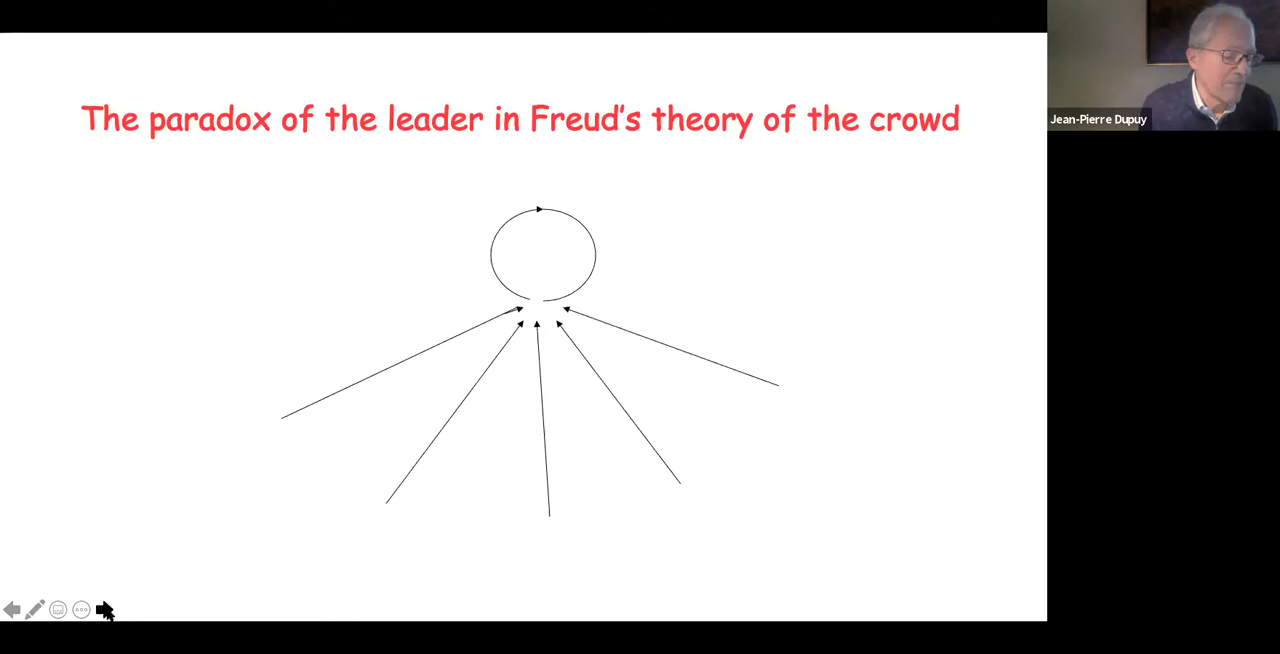 The paradox of the leader in Freud's theory of the crowd
Jean-Pierre Dupuy